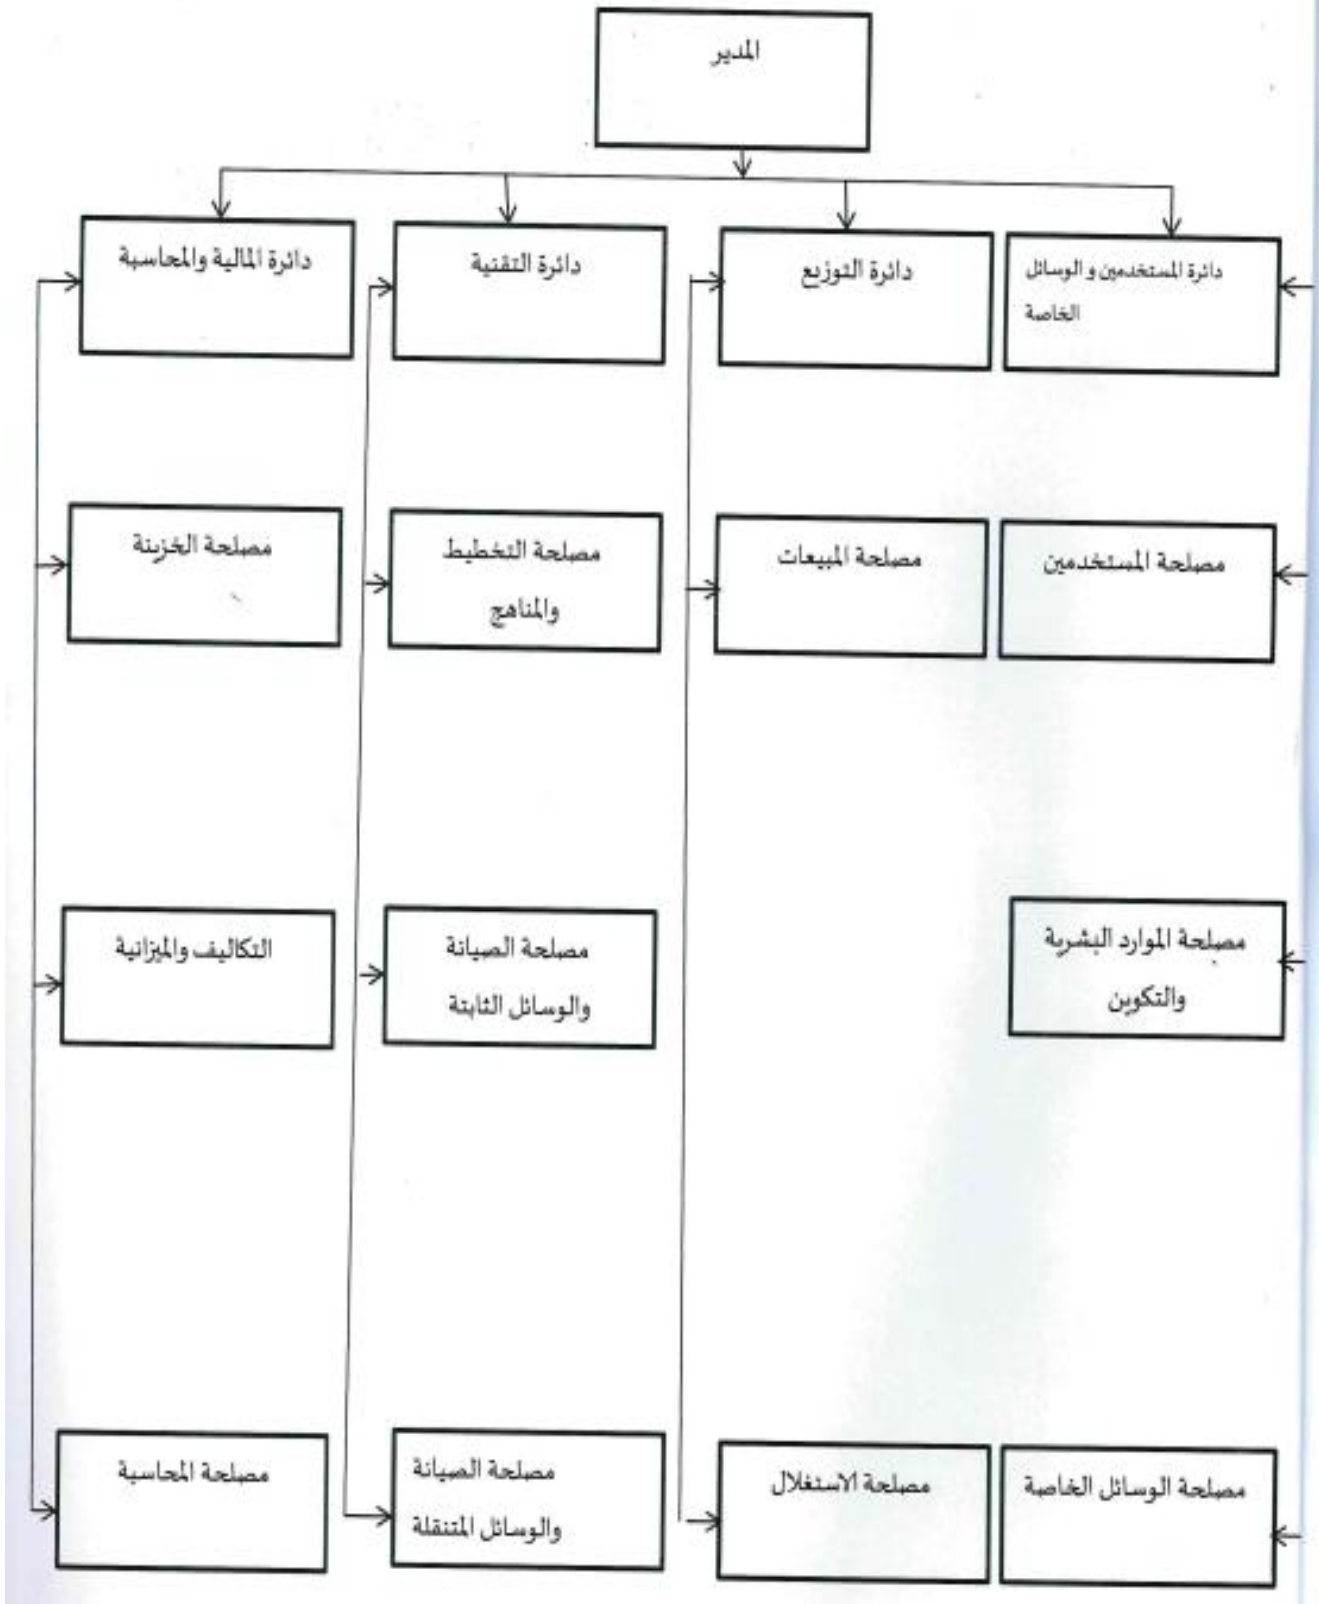 المدير
دائرة المستخدمين و الوسائل
الخاصة
دائرة التوزيع
دائرة التقنية
دائرة المالية والمحاسبة
مصلحة المستخدمين
مصلحة المبيعات
مصلحة التخطيط
والمناهج
مصلحة الخزينة
مصلحة الموارد البشرية
والتكوين
مصلحة الصيانة
والوسائل الثابتة
التكاليف والميزانية
مصلحة الوسائل الخاصة
مصلحة الاستغلال
مصلحة الصيانة
والوسائل المتنقلة
مصلحة المحاسبة